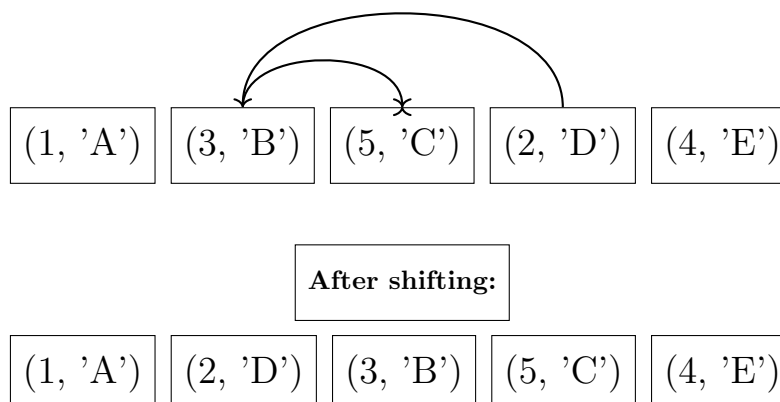 (1, 'A') (3, 'B') (5, 'C') (2, 'D') (4, 'E')
After shifting:
(1, 'A') (2, 'D') (3, 'B') (5, 'C') (4, 'E')